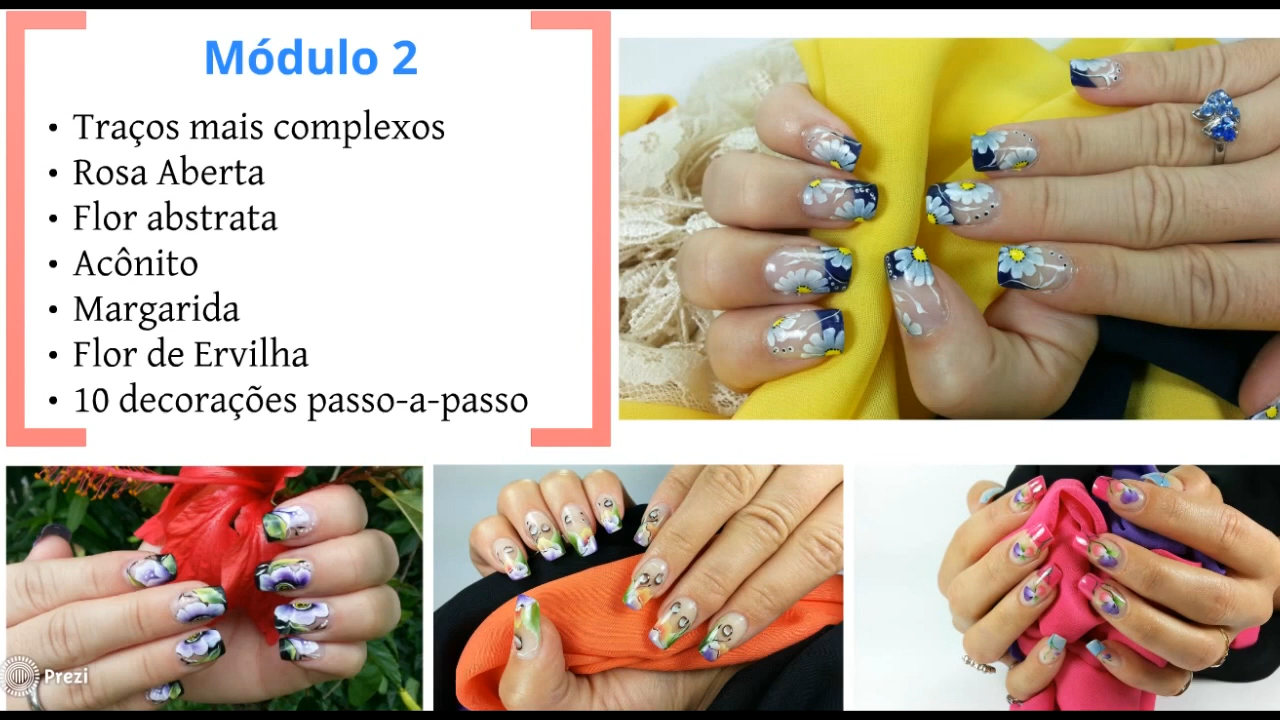 Módulo 2
• Traços mais complexos
• Rosa Aberta
• Flor abstrata
• Acônito
• Margarida
• Flor de Ervilha
• 10 decorações passo-a-passo
Prezi